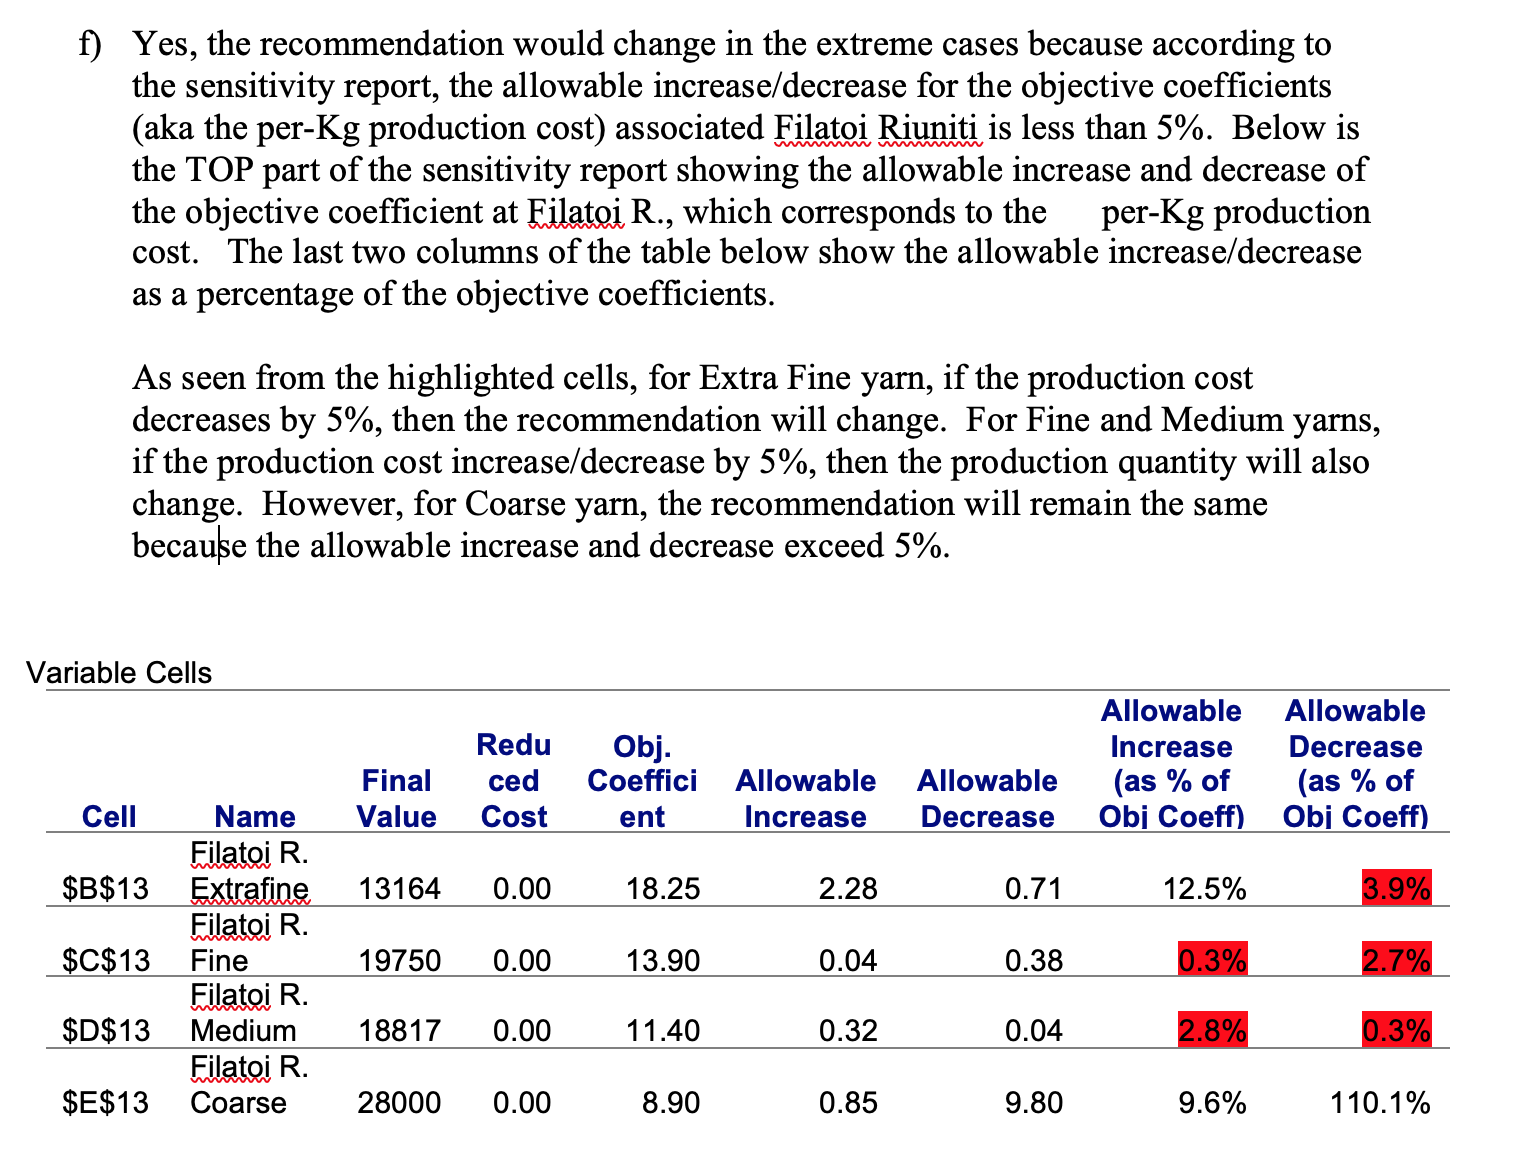 f) Yes, the recommendation would change in the extreme cases because according to
the sensitivity report, the allowable increase/decrease for the objective coefficients
(aka the per-Kg production cost) associated Filatoi Riuniti is less than 5%. Below is
the TOP part of the sensitivity report showing the allowable increase and decrease of
the objective coefficient at Filatoi R., which corresponds to the per-Kg production
cost. The last two columns of the table below show the allowable increase/decrease
as a percentage of the objective coefficients.
As seen from the highlighted cells, for Extra Fine yarn, if the production cost
decreases by 5%, then the recommendation will change. For Fine and Medium yarns,
if the production cost increase/decrease by 5%, then the production quantity will also
change. However, for Coarse yarn, the recommendation will remain the same
because the allowable increase and decrease exceed 5%.
Variable Cells
Allowable Allowable
Redu Obj. Increase Decrease
Final ced Coeffici Allowable Allowable (as % of (as % of
Cell Name Value Cost ent Increase Decrease Obj Coeff) Obj Coeff)
Filatoi R.
$B$13 Extrafine 13164 0.00 18.25 2.28 0.71 12.5% 3.9%
Filatoi R.
$C$13 Fine 19750 0.00 13.90 0.04 0.38 0.3% 2.7%
Filatoi R.
$D$13 Medium 18817 0.00 11.40 0.32 0.04 2.8% 0.3%
Filatoi R.
$E$13 Coarse 28000 0.00 8.90 0.85 9.80 9.6% 110.1%